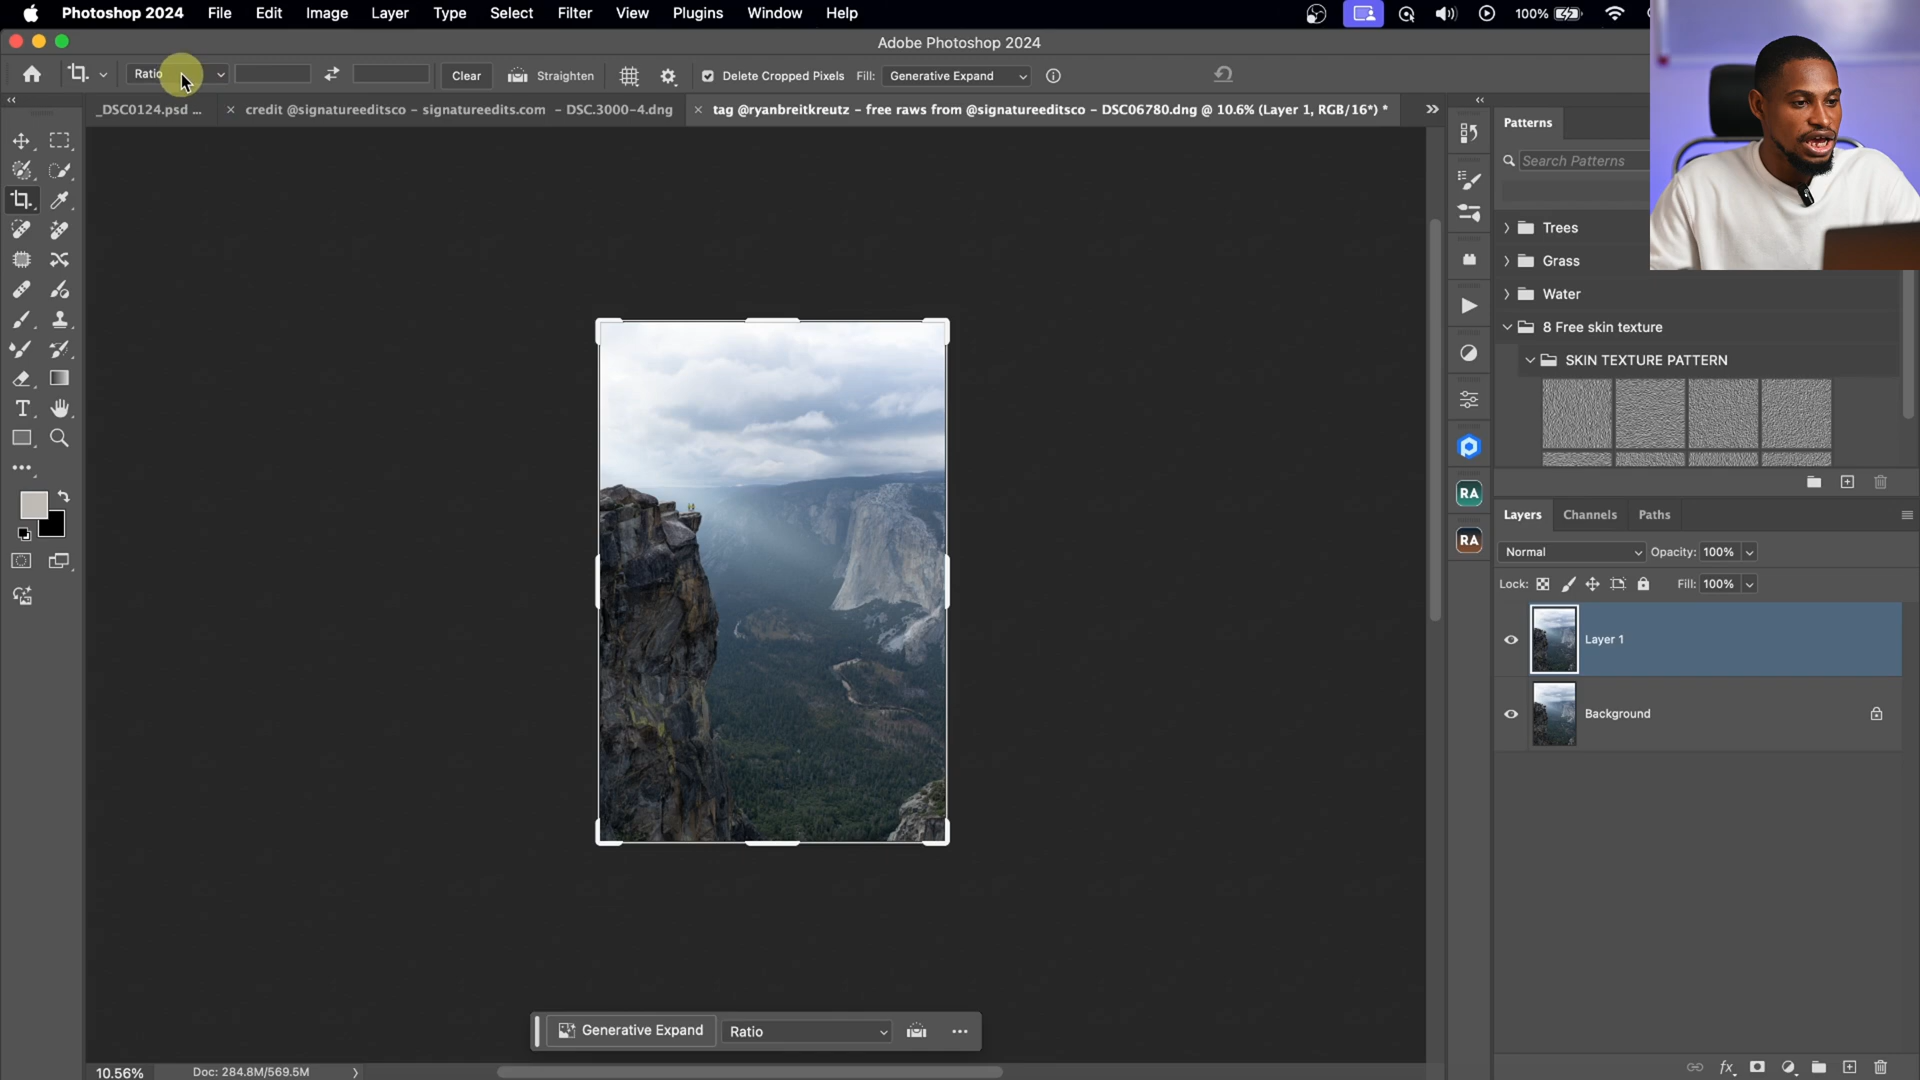 Photoshop 2024 File Edit Image Layer Type Select Filter View Plugins Window Help 100%
Adobe Photoshop 2024
Ratio Clear Straighten Delete Cropped Pixels Fill: Generative Expand
_DSC0124.psd ... × credit @signatureeditsco – signatureedits.com – DSC.3000-4.dng × tag @ryanbreitkreutz – free raws from @signatureeditsco – DSC06780.dng @ 10.6% (Layer 1, RGB/16*) *
Patterns
Search Patterns
Trees
Grass
Water
8 Free skin texture
SKIN TEXTURE PATTERN
RA
RA
Layers Channels Paths
Normal Opacity: 100%
Lock: Fill: 100%
Layer 1
Background
Generative Expand Ratio
10.56% Doc: 284.8M/569.5M